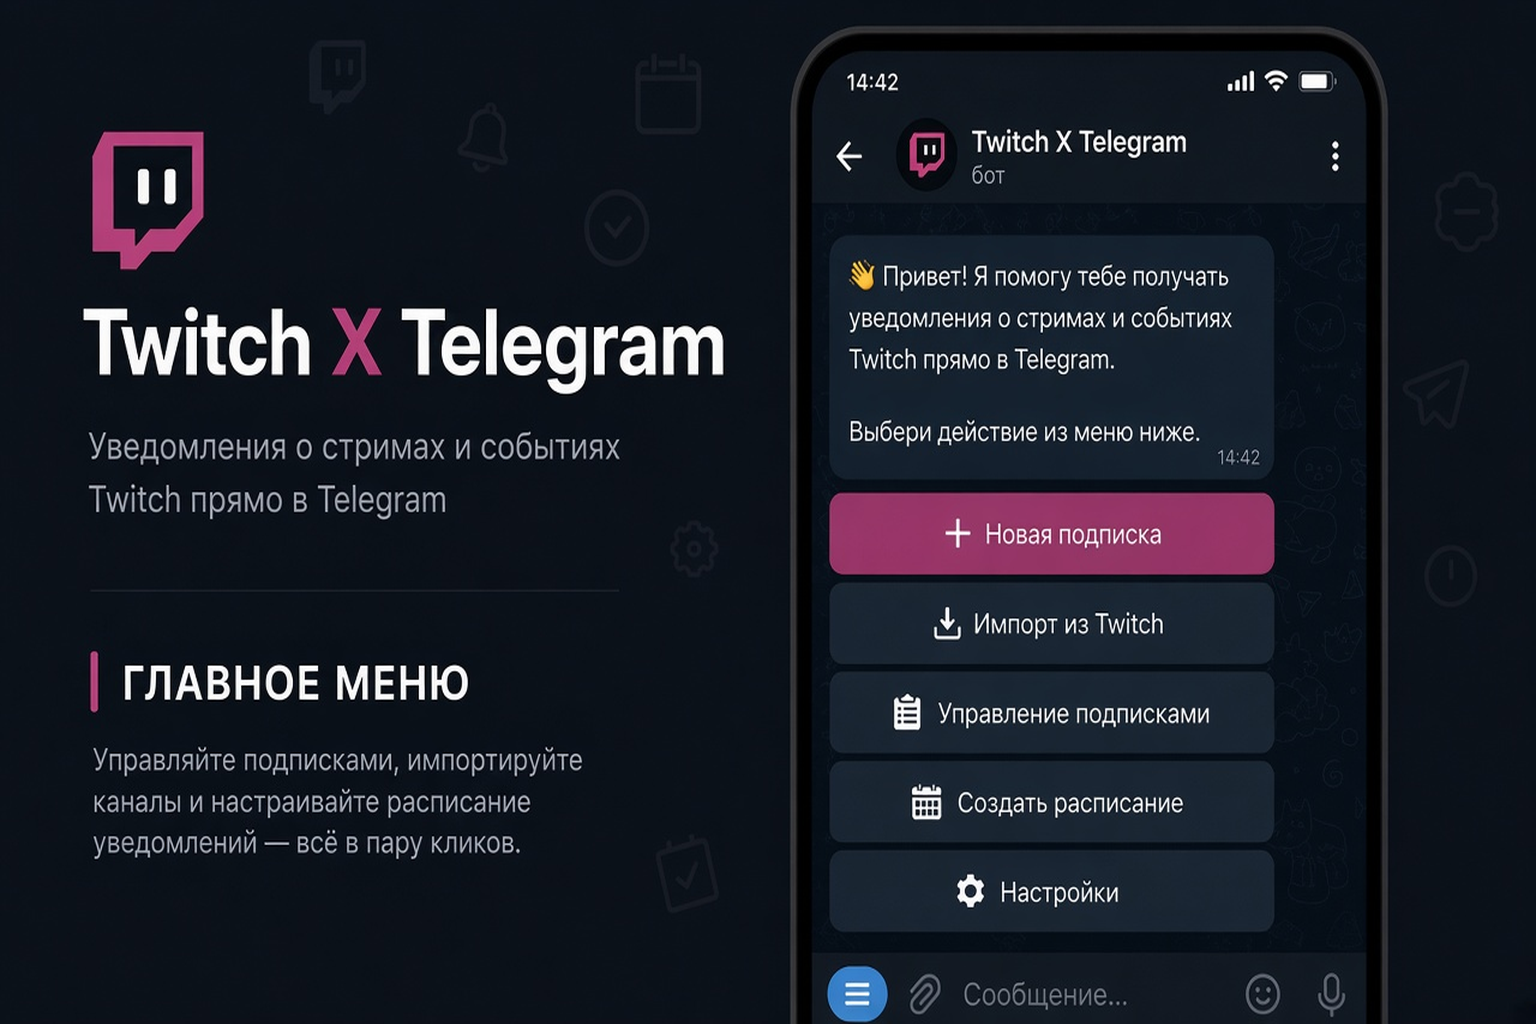 Twitch X Telegram
Уведомления о стримах и событиях
Twitch прямо в Telegram
ГЛАВНОЕ МЕНЮ
Управляйте подписками, импортируйте
каналы и настраивайте расписание
уведомлений — всё в пару кликов.
14:42
Twitch X Telegram
бот
👋 Привет! Я помогу тебе получать
уведомления о стримах и событиях
Twitch прямо в Telegram.
Выбери действие из меню ниже.
14:42
Новая подписка
Импорт из Twitch
Управление подписками
Создать расписание
Настройки
Сообщение...